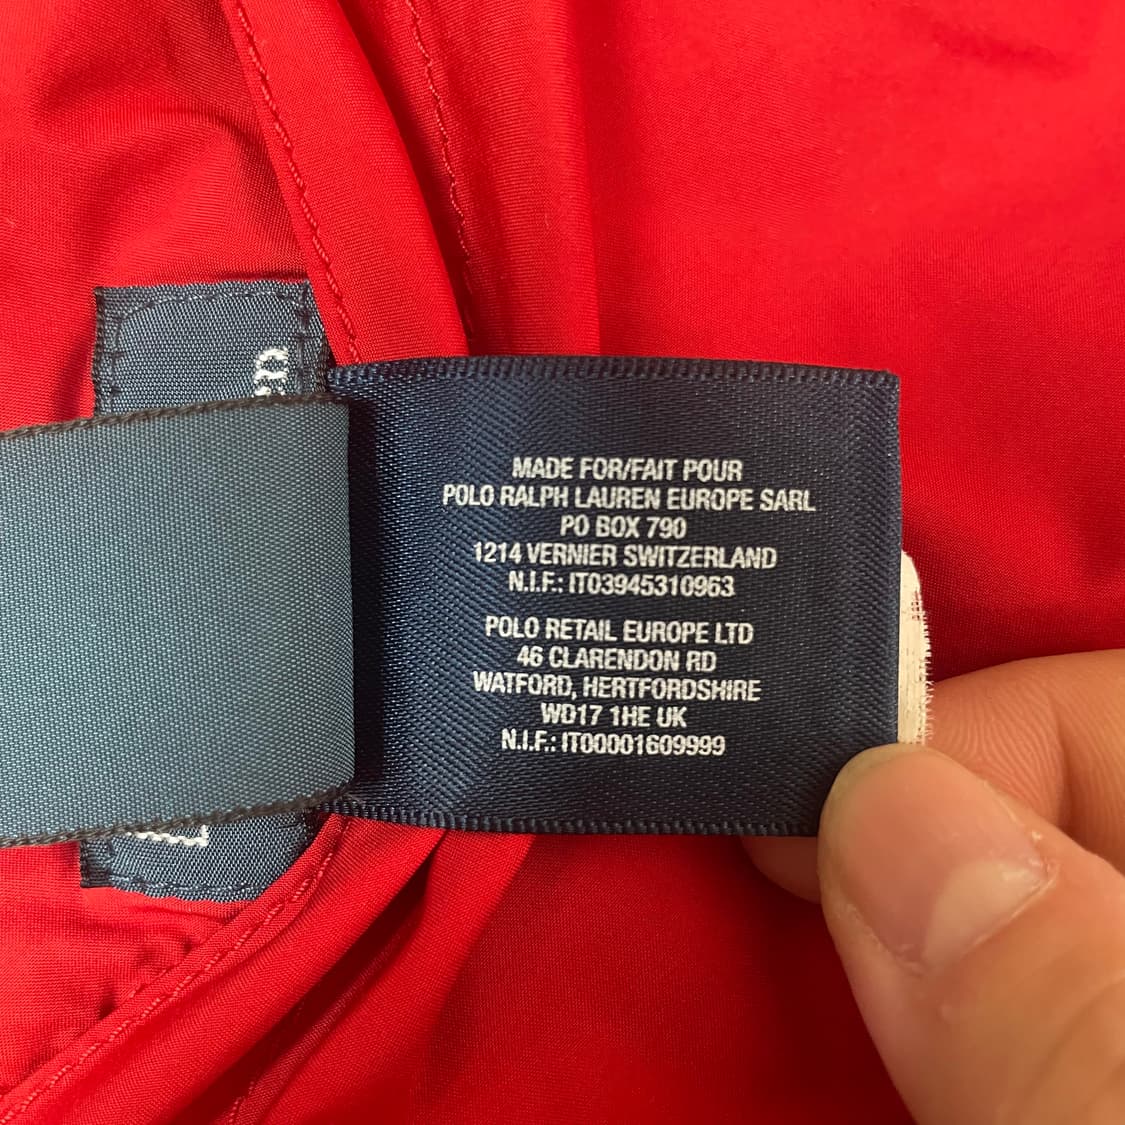 MADE FOR/FAIT POUR
POLO RALPH LAUREN EUROPE SARL
PO BOX 790
1214 VERNIER SWITZERLAND
N.I.F.: IT03945310963
POLO RETAIL EUROPE LTD
46 CLARENDON RD
WATFORD, HERTFORDSHIRE
WD17 1HE UK
N.I.F.: IT00001609999